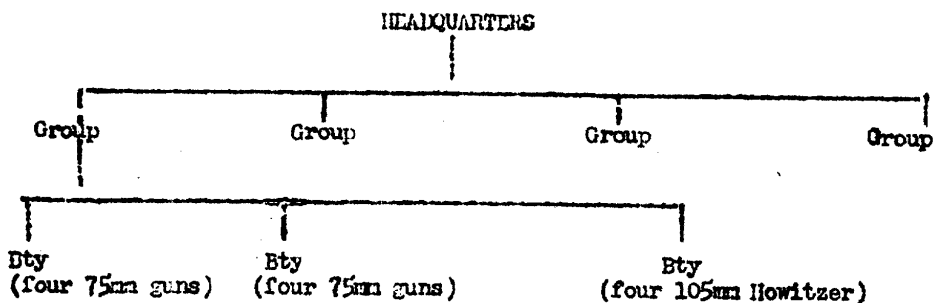 HEADQUARTERS
Group Group Group Group
Bty Bty Bty
(four 75mm guns) (four 75mm guns) (four 105mm Howitzer)